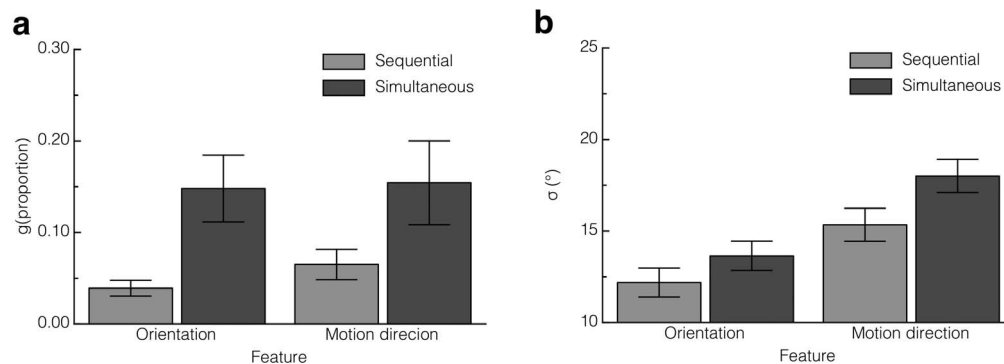 a
0.30
0.20
0.10
0.00
g(proportion)
Sequential
Simultaneous
Orientation
Motion direcion
Feature
b
25
20
15
10
σ (°)
Sequential
Simultaneous
Orientation
Motion direction
Feature